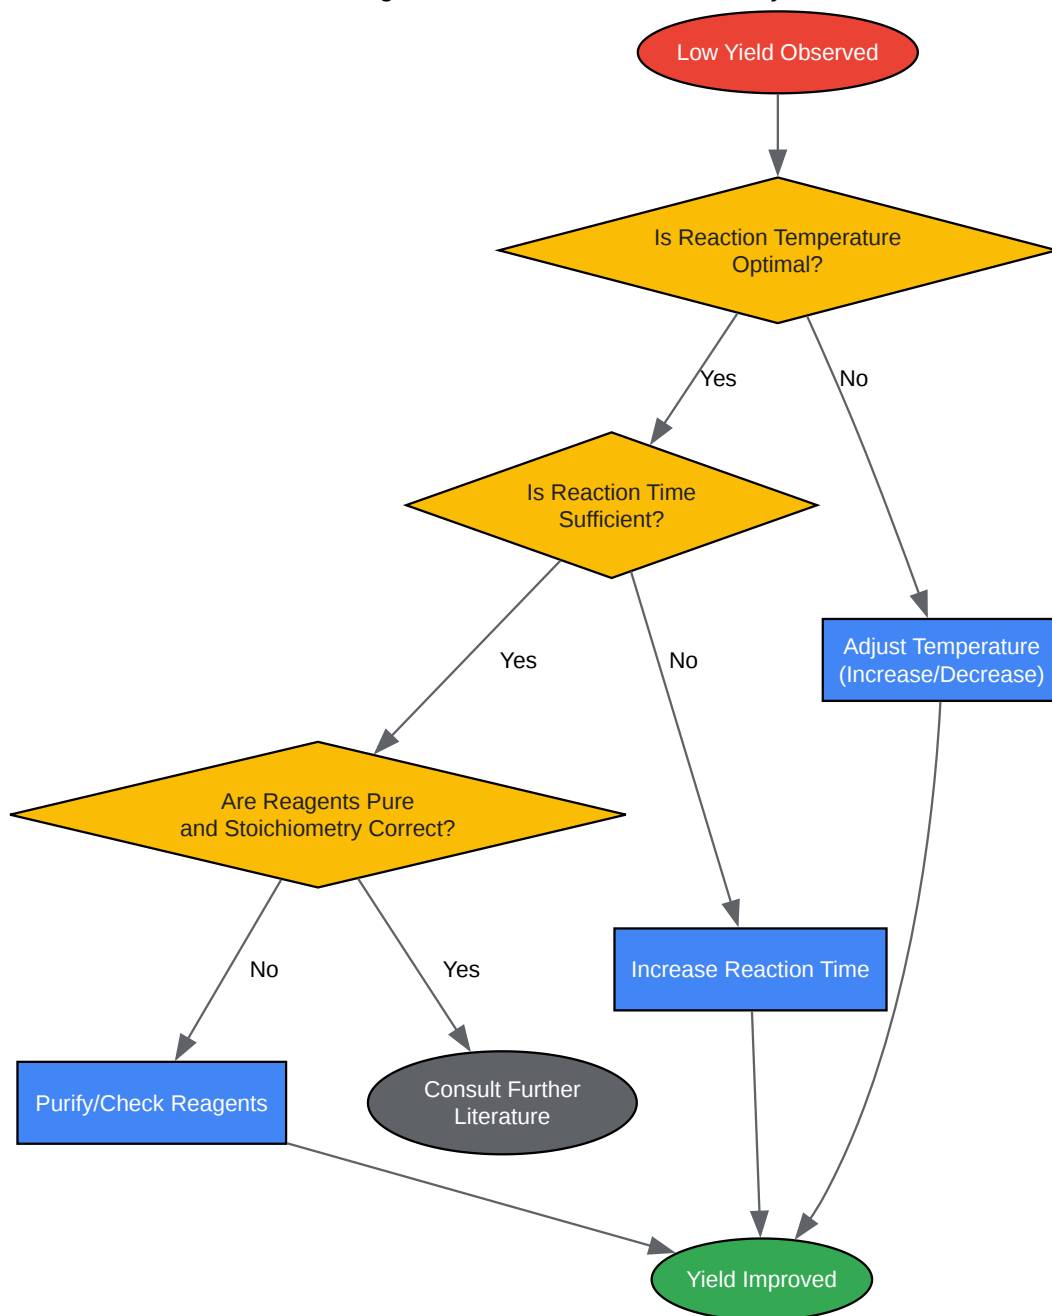 Low Yield Observed
Is Reaction Temperature
Optimal?
Yes
No
Is Reaction Time
Sufficient?
Yes
No
Adjust Temperature
(Increase/Decrease)
Are Reagents Pure
and Stoichiometry Correct?
No
Yes
Increase Reaction Time
Purify/Check Reagents
Consult Further
Literature
Yield Improved